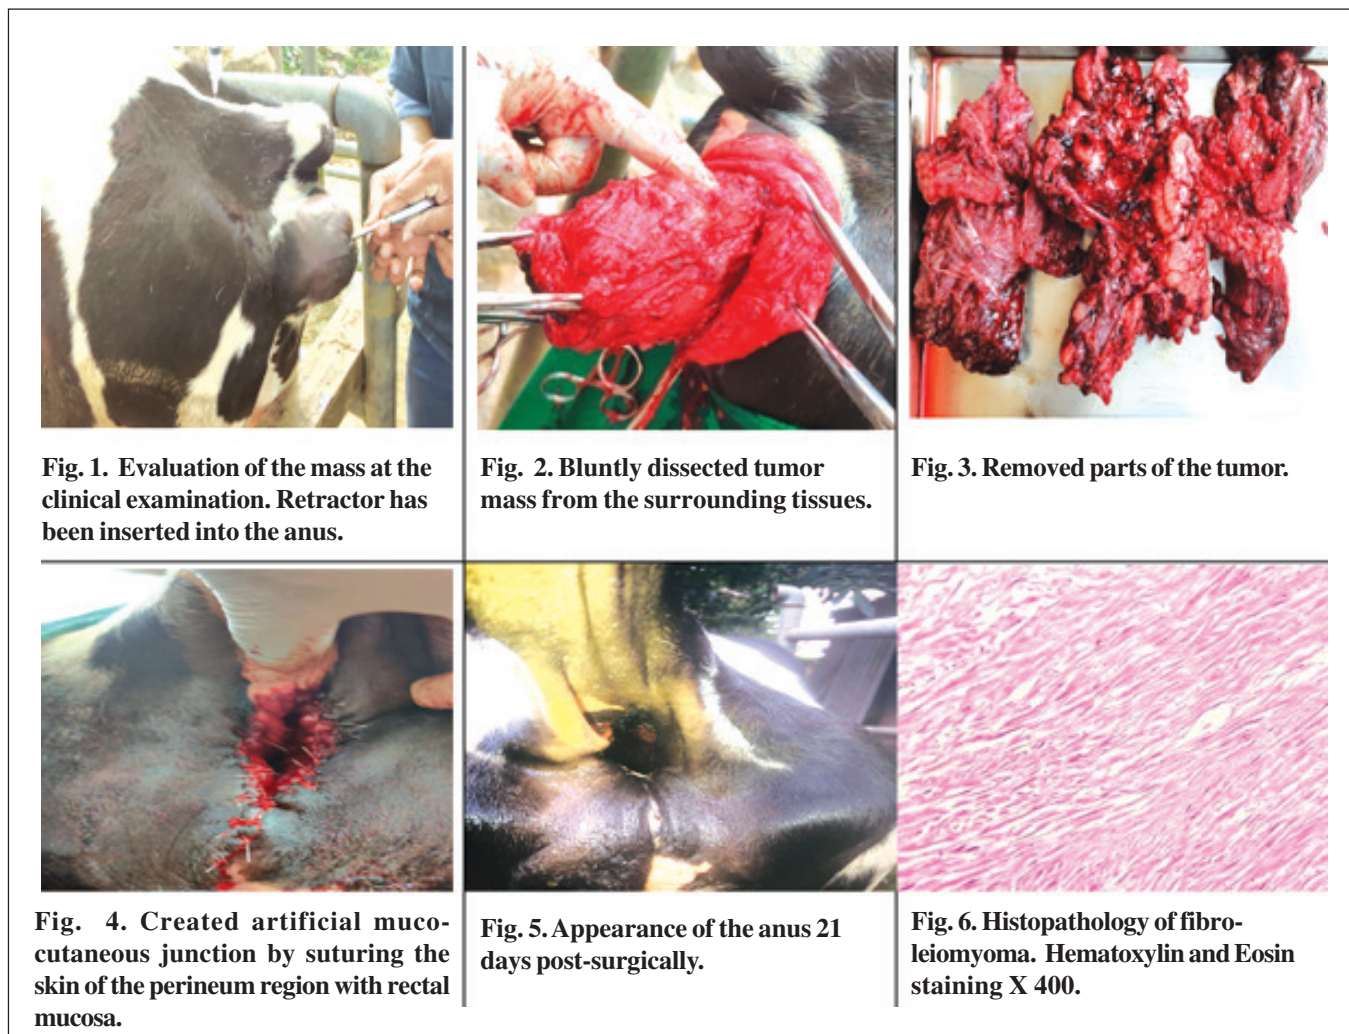 Fig. 1. Evaluation of the mass at the
clinical examination. Retractor has
been inserted into the anus.
Fig. 2. Bluntly dissected tumor
mass from the surrounding tissues.
Fig. 3. Removed parts of the tumor.
Fig. 4. Created artificial muco-
cutaneous junction by suturing the
skin of the perineum region with rectal
mucosa.
Fig. 5. Appearance of the anus 21
days post-surgically.
Fig. 6. Histopathology of fibro-
leiomyoma. Hematoxylin and Eosin
staining X 400.